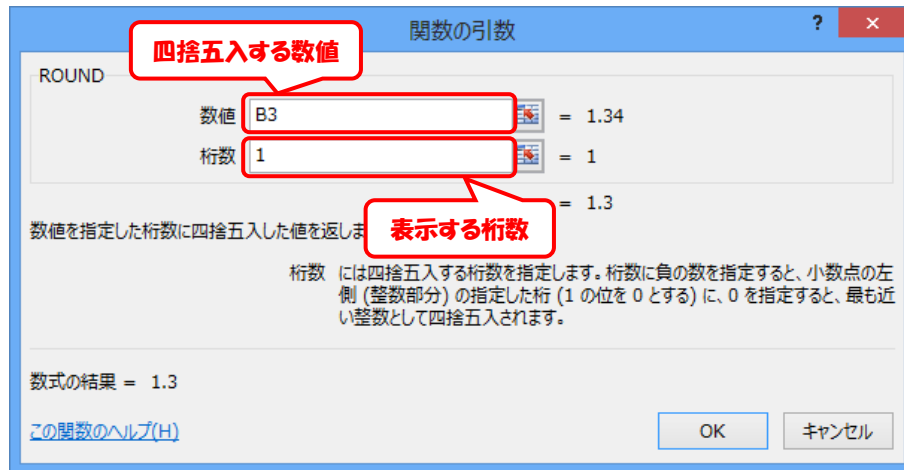 関数の引数
?
×
四捨五入する数値
ROUND
数値 B3 = 1.34
桁数 1 = 1
= 1.3
表示する桁数
数値を指定した桁数に四捨五入した値を返しま
桁数 には四捨五入する桁数を指定します。桁数に負の数を指定すると、小数点の左
側 (整数部分) の指定した桁 (1 の位を 0 とする) に、0 を指定すると、最も近
い整数として四捨五入されます。
数式の結果 = 1.3
この関数のヘルプ(H)
OK
キャンセル